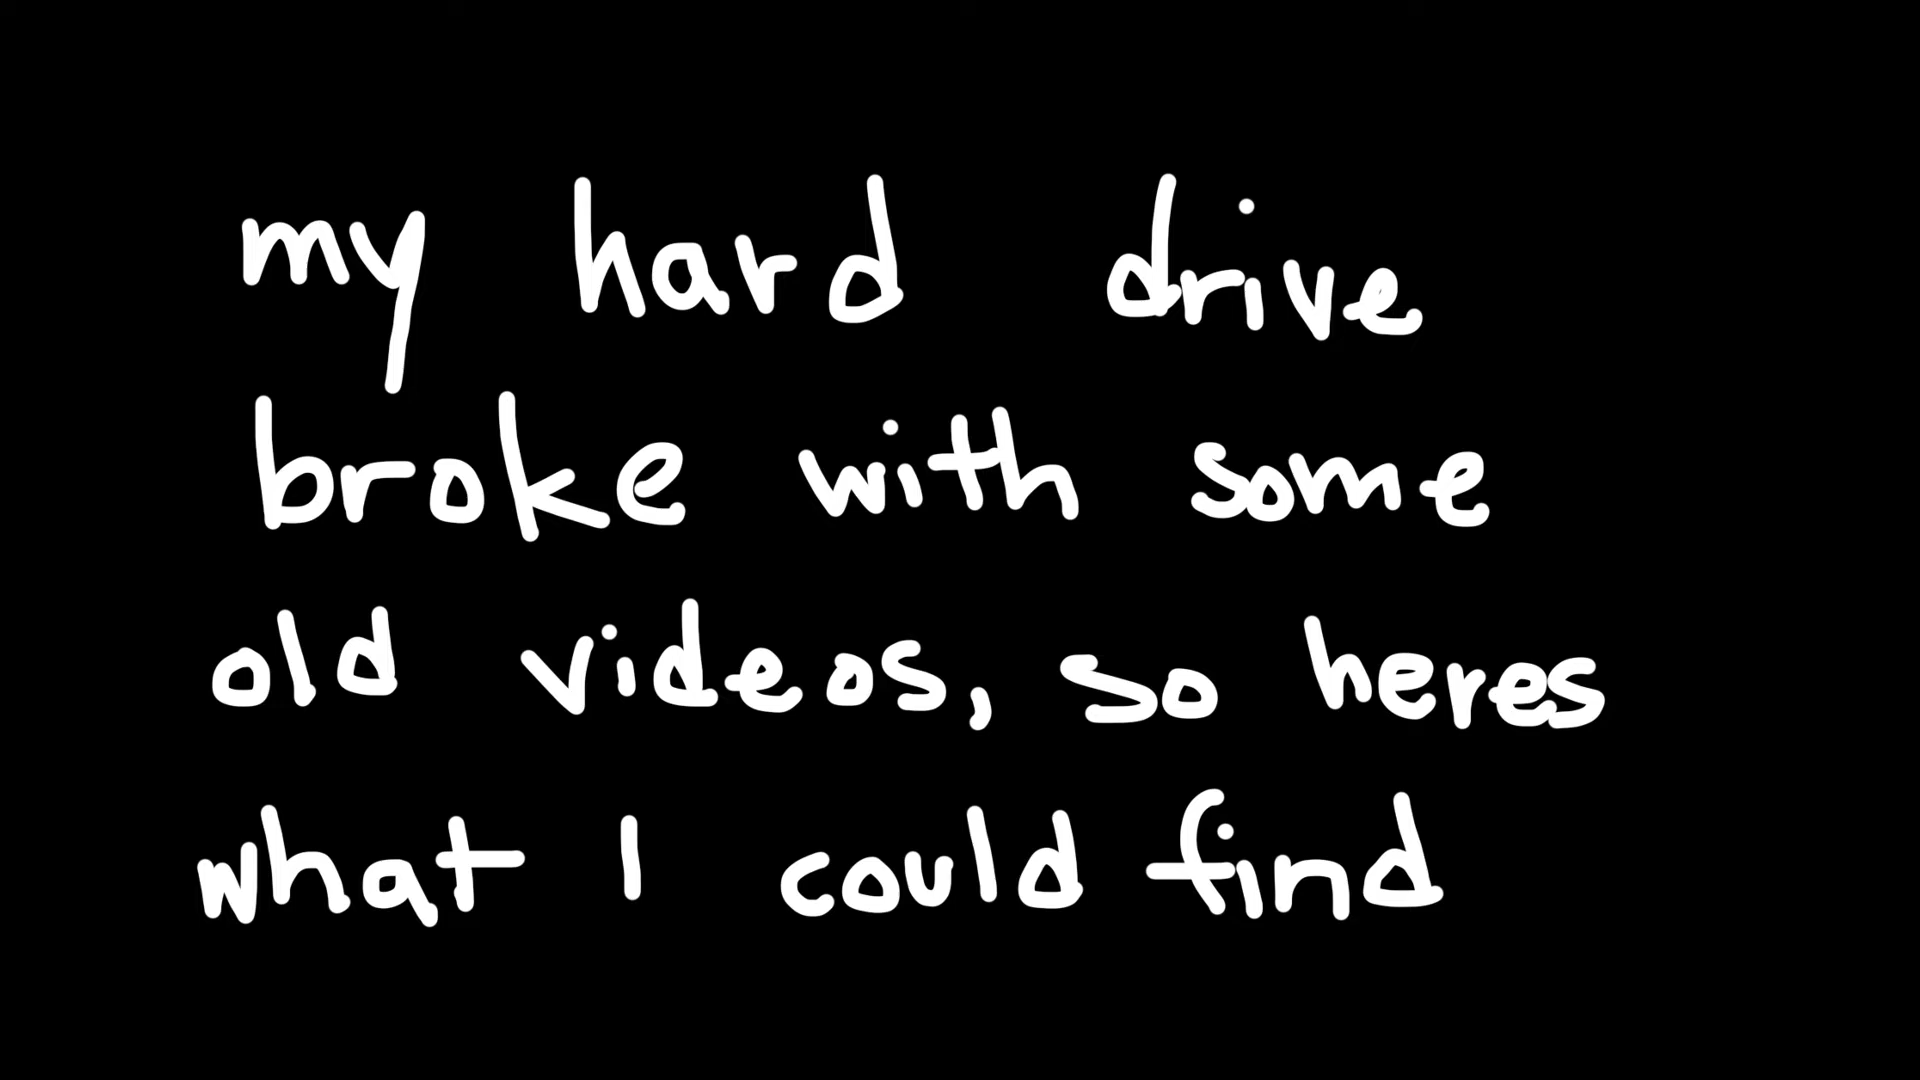 my hard drive
broke with some
old videos, so heres
what I could find